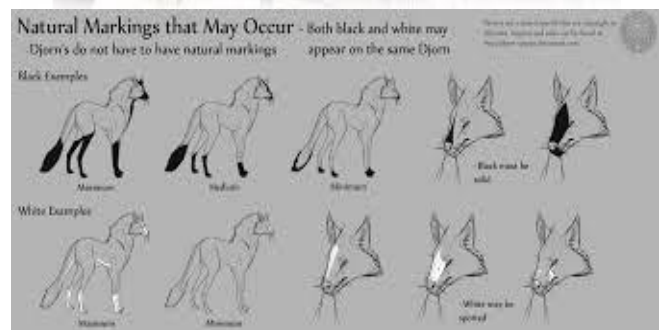 Natural Markings that May Occur - Both black and white may
-Djorn's do not have to have natural markings appear on the same Djorn
Black Examples
Maximum Medium Minimum
-Black must be
solid
White Examples
Maximum Minimum
-White may be
spotted